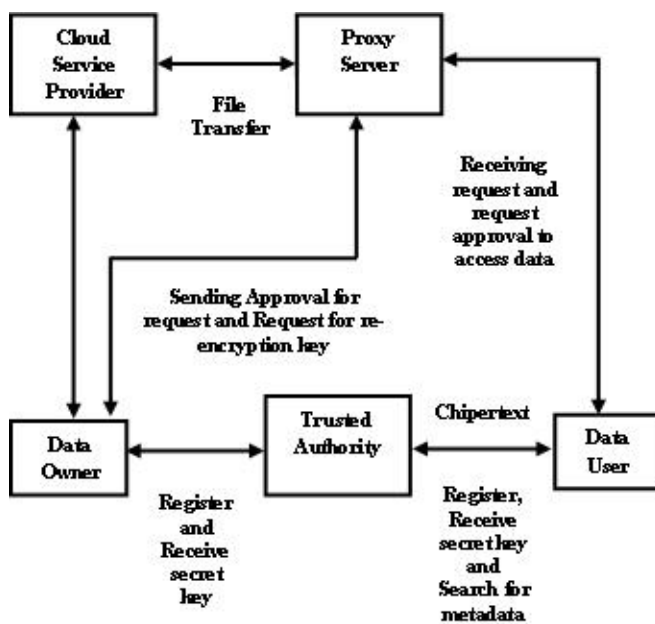 Cloud
Service
Provider
Proxy
Server
File
Transfer
Receiving
request and
request
approval to
access data
Sending Approval for
request and Request for re-
encryption key
Data
Owner
Trusted
Authority
Chipertext
Data
User
Register
and
Receive
secret
key
Register,
Receive
secret key
and
Search for
metadata